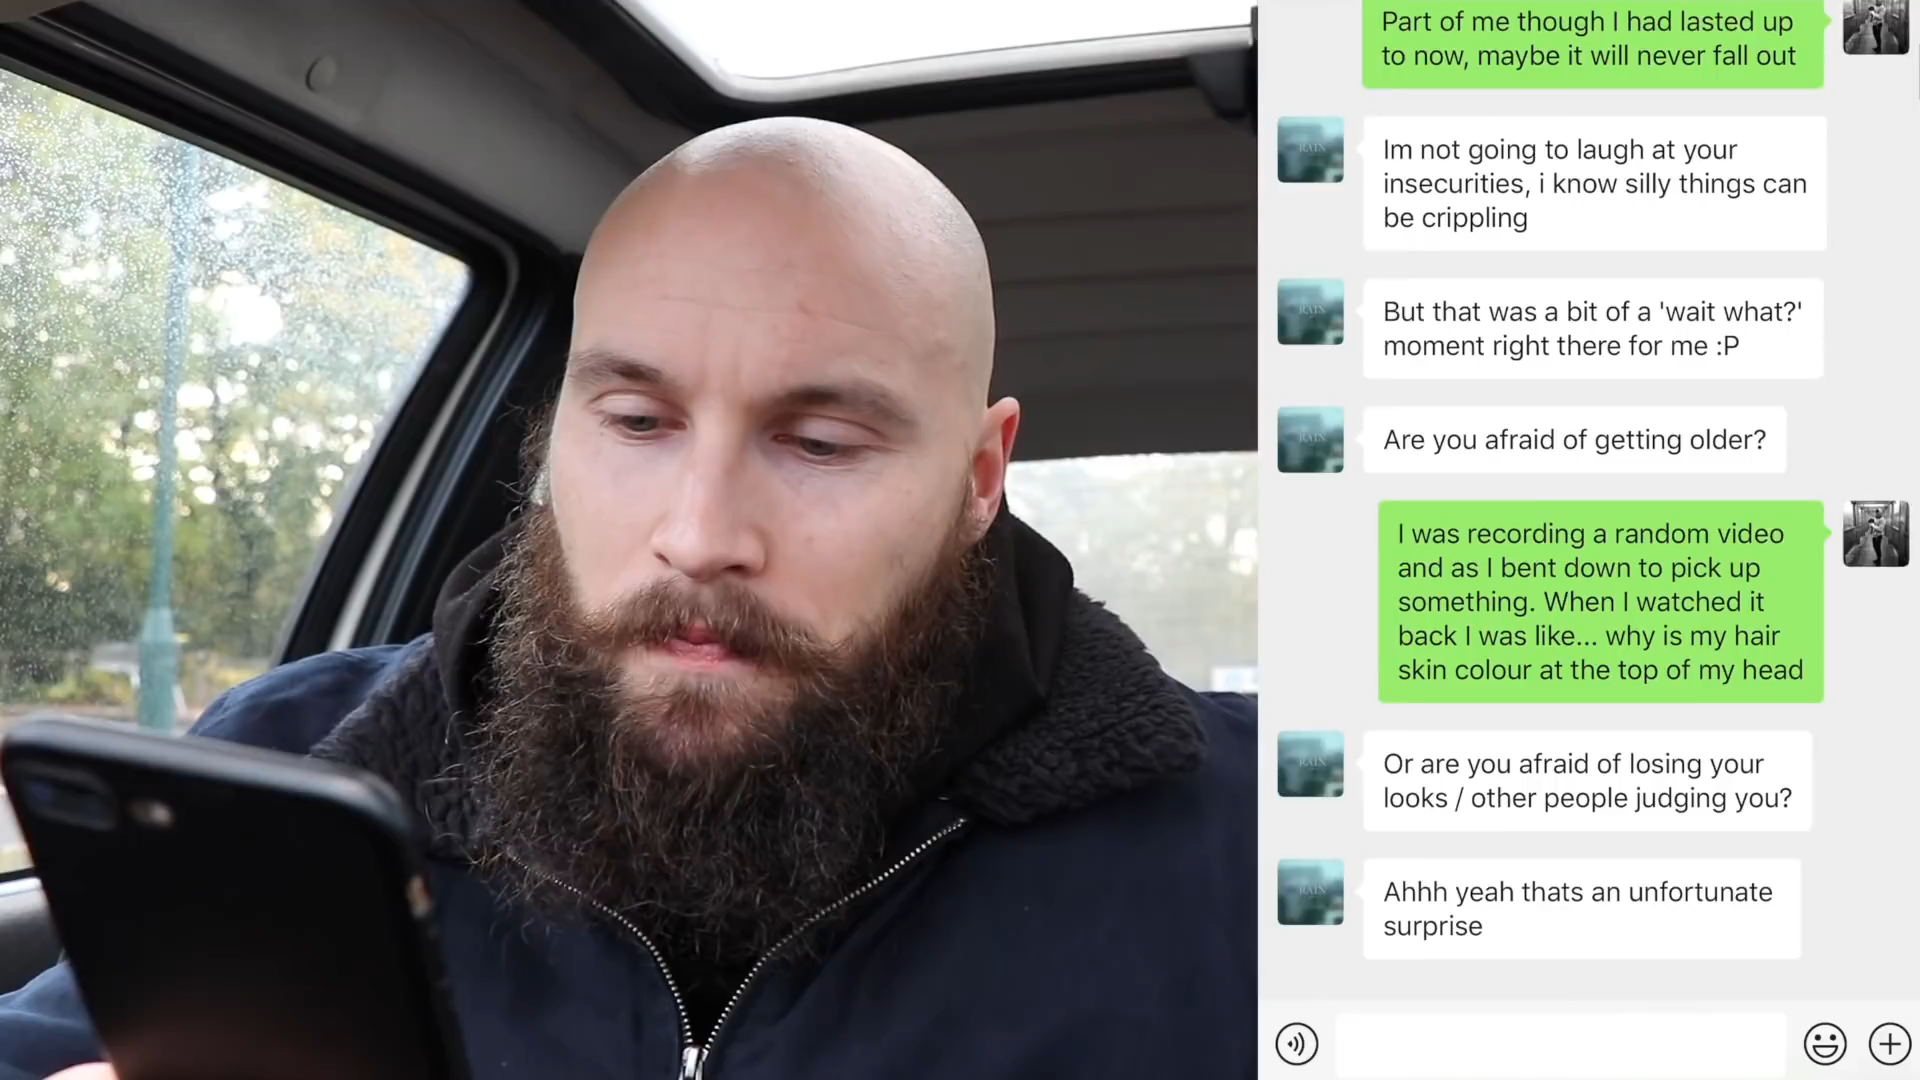 Part of me though I had lasted up
to now, maybe it will never fall out
Im not going to laugh at your
insecurities, i know silly things can
be crippling
But that was a bit of a 'wait what?'
moment right there for me :P
Are you afraid of getting older?
I was recording a random video
and as I bent down to pick up
something. When I watched it
back I was like... why is my hair
skin colour at the top of my head
Or are you afraid of losing your
looks / other people judging you?
Ahhh yeah thats an unfortunate
surprise
RAIN
RAIN
RAIN
RAIN
RAIN